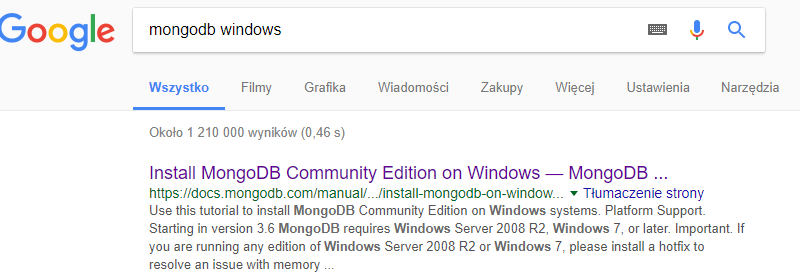 Google mongodb windows
Wszystko Filmy Grafika Wiadomości Zakupy Więcej Ustawienia Narzędzia
Około 1 210 000 wyników (0,46 s)
Install MongoDB Community Edition on Windows — MongoDB ...
https://docs.mongodb.com/manual/.../install-mongodb-on-window... ▼ Tłumaczenie strony
Use this tutorial to install MongoDB Community Edition on Windows systems. Platform Support.
Starting in version 3.6 MongoDB requires Windows Server 2008 R2, Windows 7, or later. Important. If
you are running any edition of Windows Server 2008 R2 or Windows 7, please install a hotfix to
resolve an issue with memory ...